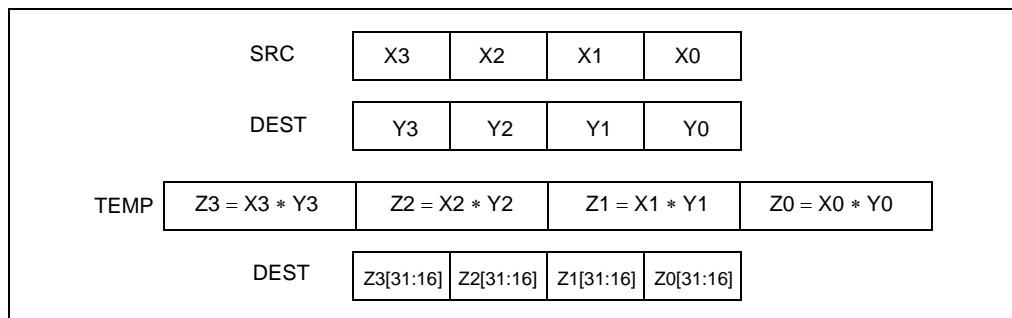 SRC X3 X2 X1 X0
DEST Y3 Y2 Y1 Y0
TEMP Z3 = X3 ∗ Y3 Z2 = X2 ∗ Y2 Z1 = X1 ∗ Y1 Z0 = X0 ∗ Y0
DEST Z3[31:16] Z2[31:16] Z1[31:16] Z0[31:16]